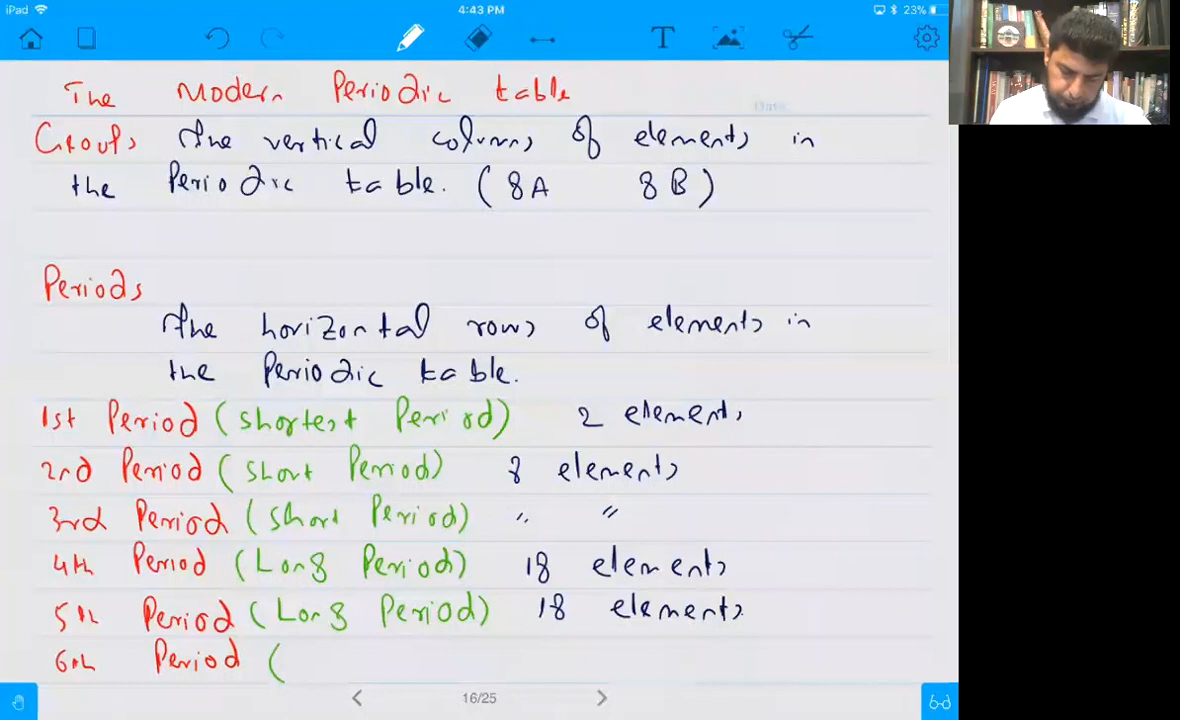 iPad 4:43 PM 23%
T
The Modern Periodic table
Date:
Groups The vertical columns of elements in
the Periodic table. (8A 8B)
Periods
The horizontal rows of elements in
the Periodic table.
1st Period (shortest Period) 2 elements
2nd Period (short Period) 8 elements
3rd Period (short Period) " "
4th Period (Long Period) 18 elements
5th Period (Long Period) 18 elements
6th Period (
16/25